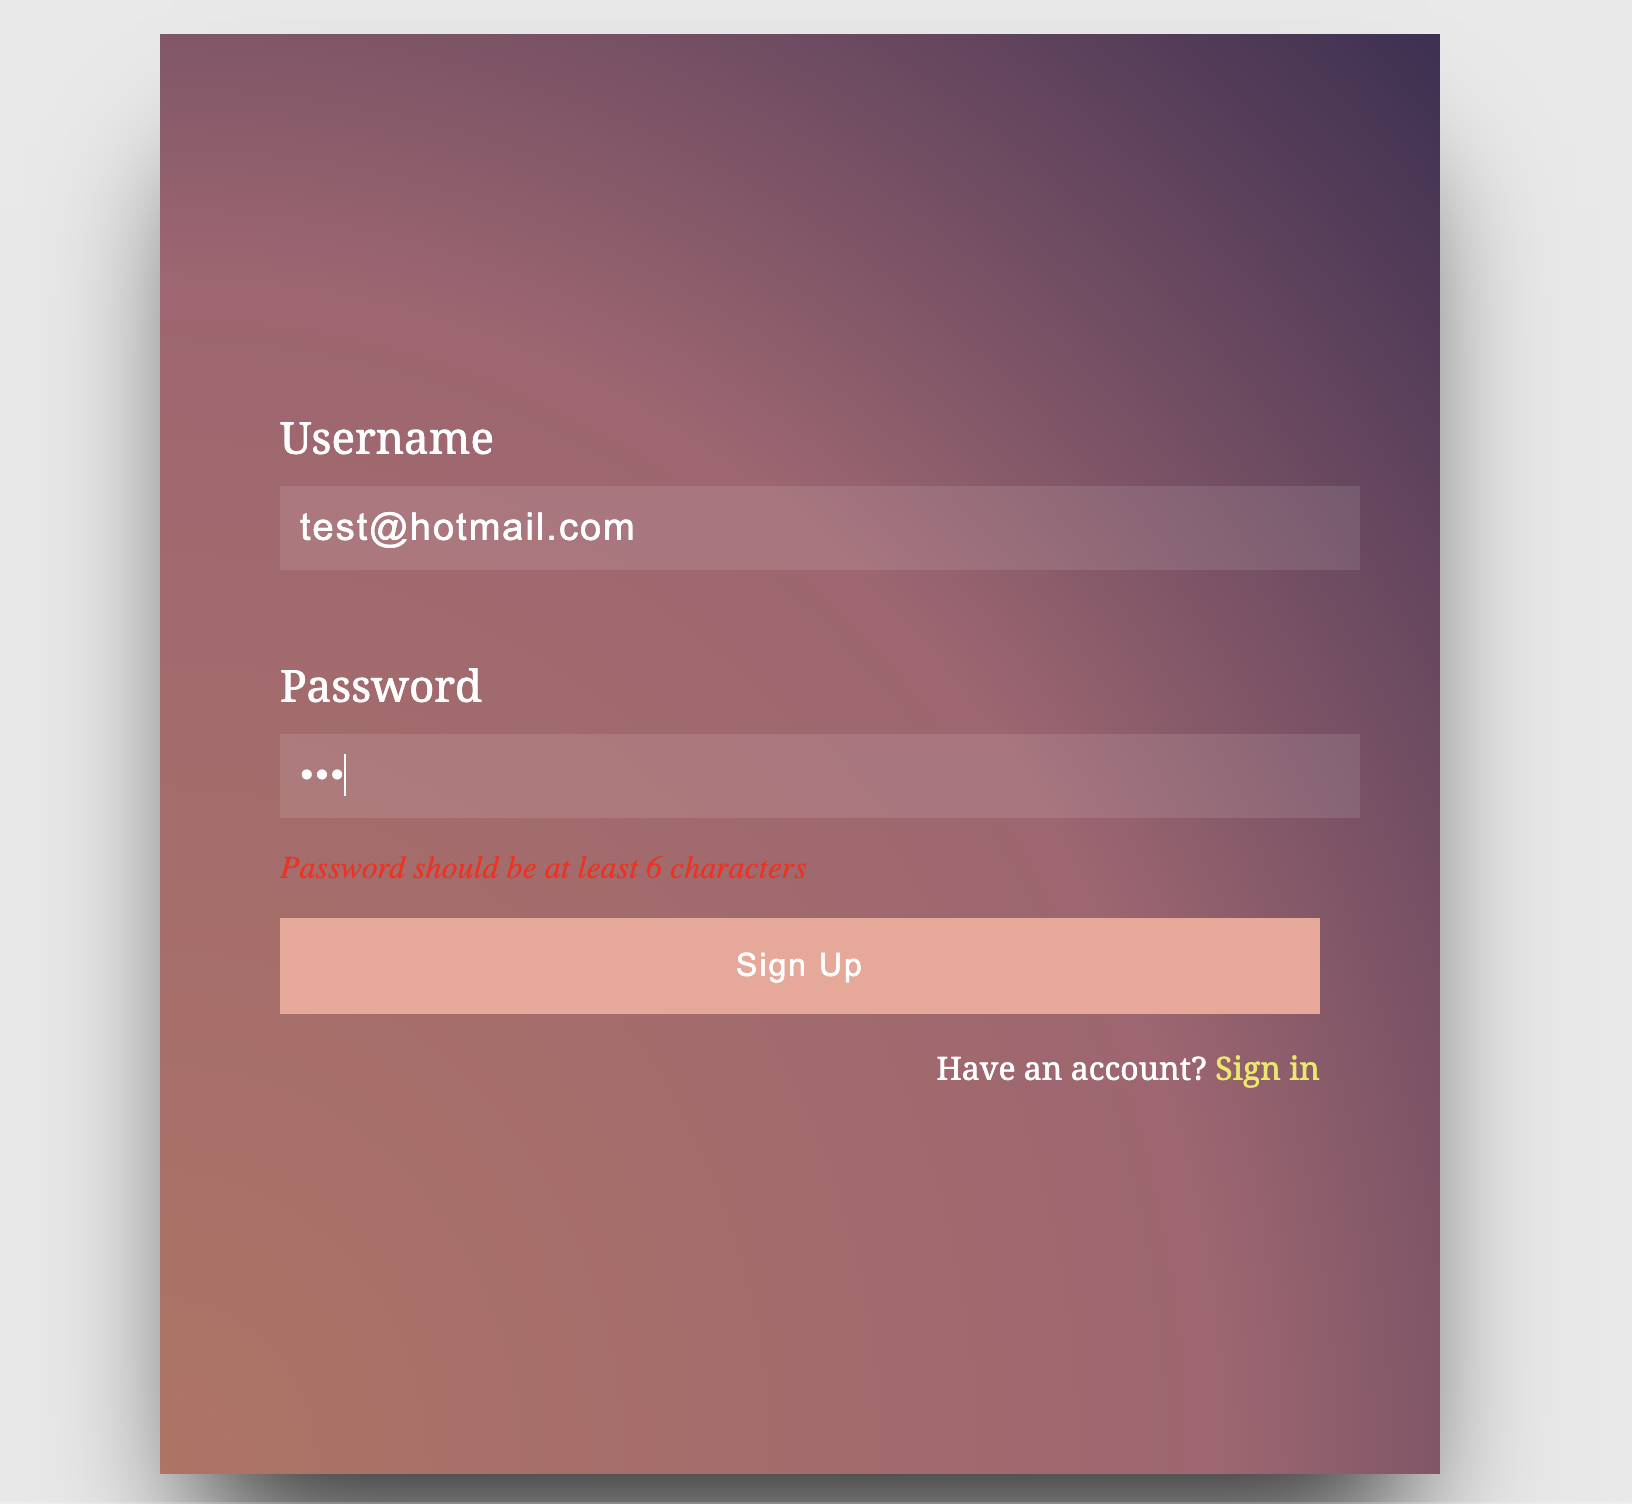 Username
test@hotmail.com
Password
•••
Password should be at least 6 characters
Sign Up
Have an account? Sign in